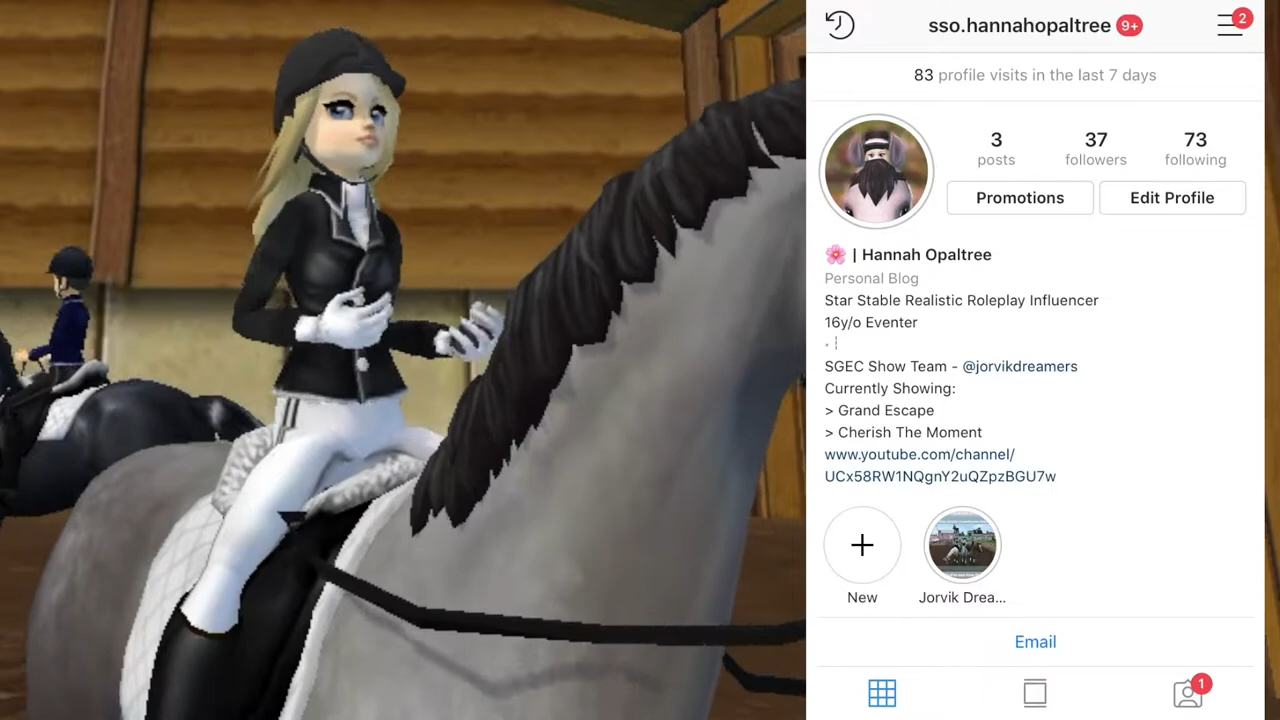 sso.hannahopaltree 9+
2
83 profile visits in the last 7 days
3 37 73
posts followers following
Promotions Edit Profile
🌸 | Hannah Opaltree
Personal Blog
Star Stable Realistic Roleplay Influencer
16y/o Eventer
SGEC Show Team - @jorvikdreamers
Currently Showing:
> Grand Escape
> Cherish The Moment
www.youtube.com/channel/
UCx58RW1NQgnY2uQZpzBGU7w
New Jorvik Drea...
Email
1